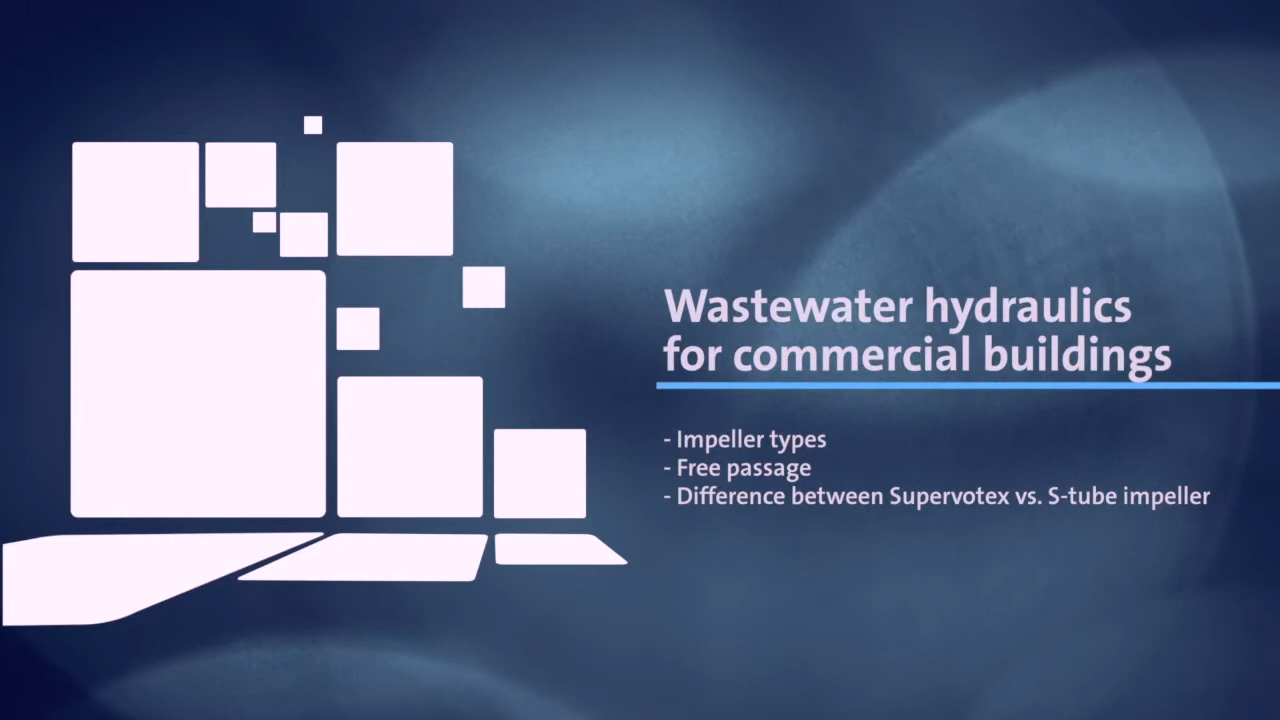 Wastewater hydraulics
for commercial buildings
- Impeller types
- Free passage
- Difference between Supervotex vs. S-tube impeller